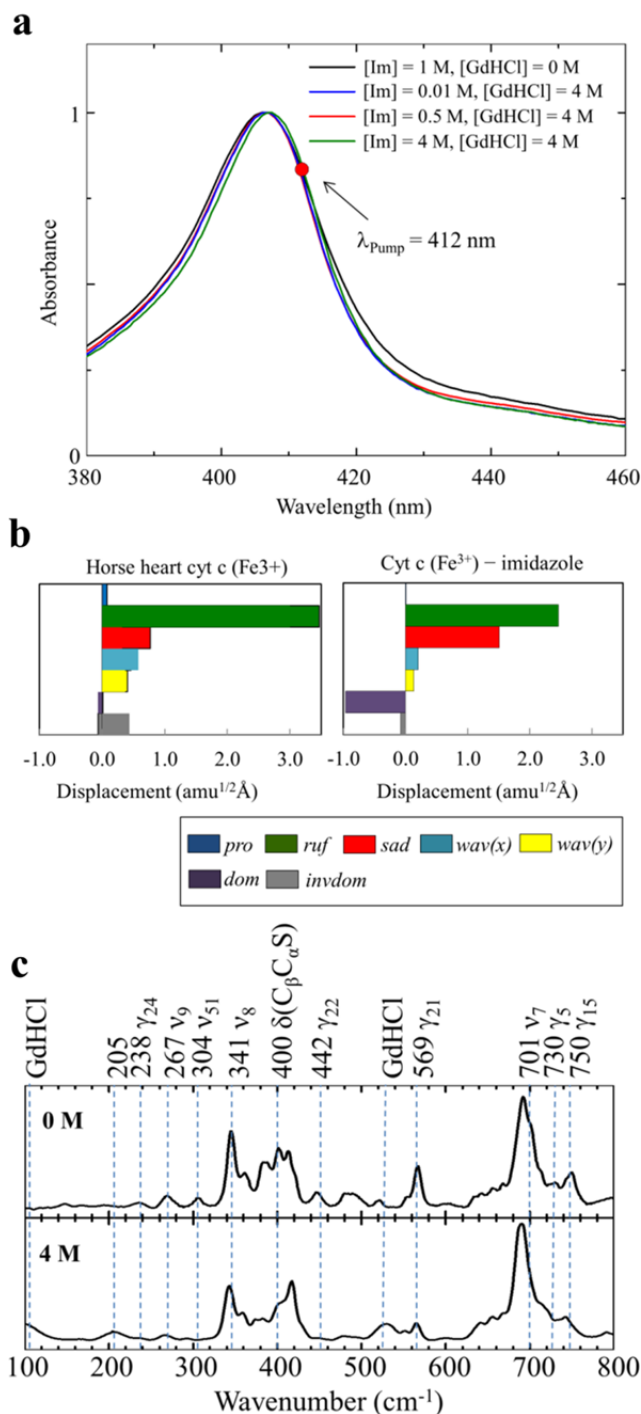 a
[Im] = 1 M, [GdHCl] = 0 M
[Im] = 0.01 M, [GdHCl] = 4 M
[Im] = 0.5 M, [GdHCl] = 4 M
[Im] = 4 M, [GdHCl] = 4 M
λPump = 412 nm
Absorbance
1
0
380 400 420 440 460
Wavelength (nm)
b
Horse heart cyt c (Fe3+)
Cyt c (Fe³⁺) − imidazole
-1.0 0.0 1.0 2.0 3.0
-1.0 0.0 1.0 2.0 3.0
Displacement (amu¹ᐟ²Å)
Displacement (amu¹ᐟ²Å)
pro ruf sad wav(x) wav(y)
dom invdom
c
GdHCl
205
238 γ₂₄
267 ν₉
304 ν₅₁
341 ν₈
400 δ(CβCαS)
442 γ₂₂
GdHCl
569 γ₂₁
701 ν₇
730 γ₅
750 γ₁₅
0 M
4 M
100 200 300 400 500 600 700 800
Wavenumber (cm⁻¹)